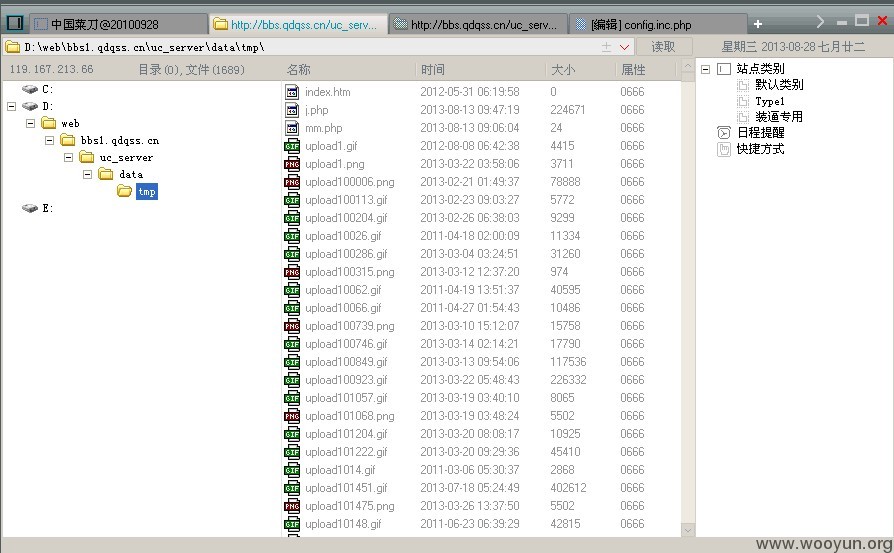 中国菜刀@20100928 http://bbs.qdqss.cn/uc_serv... http://bbs.qdqss.cn/uc_serv... [编辑] config.inc.php
D:\web\bbs1.qdqss.cn\uc_server\data\tmp\ 读取 星期三 2013-08-28 七月廿二
119.167.213.66 目录(0),文件(1689) 名称 时间 大小 属性
C:
D:
web
bbs1.qdqss.cn
uc_server
data
tmp
E:
index.htm 2012-05-31 06:19:58 0 0666
j.php 2013-08-13 09:47:19 224671 0666
mm.php 2013-08-13 09:06:04 24 0666
upload1.gif 2012-08-08 06:42:38 4415 0666
upload1.png 2013-03-22 03:58:06 3711 0666
upload100006.png 2013-02-21 01:49:37 78888 0666
upload100113.gif 2013-02-23 09:03:27 5772 0666
upload100204.gif 2013-02-26 06:38:03 9299 0666
upload10026.gif 2011-04-18 02:00:09 11334 0666
upload100286.gif 2013-03-04 03:24:51 31260 0666
upload100315.png 2013-03-12 12:37:20 974 0666
upload10062.gif 2011-04-19 13:51:37 40595 0666
upload10066.gif 2011-04-27 01:54:43 10486 0666
upload100739.png 2013-03-10 15:12:07 15758 0666
upload100746.gif 2013-03-14 02:14:21 17790 0666
upload100849.gif 2013-03-13 09:54:06 117536 0666
upload100923.gif 2013-03-22 05:48:43 226332 0666
upload101057.gif 2013-03-19 03:40:10 8065 0666
upload101068.png 2013-03-19 03:48:24 5502 0666
upload101204.gif 2013-03-20 08:08:17 10925 0666
upload101222.gif 2013-03-20 09:29:36 45410 0666
upload1014.gif 2011-03-06 05:30:37 2868 0666
upload101451.gif 2013-07-18 05:24:49 402612 0666
upload101475.png 2013-03-26 13:37:50 5502 0666
upload10148.gif 2011-06-23 06:39:29 42815 0666
站点类别
默认类别
Type1
装逼专用
日程提醒
快捷方式
www.wooyun.org